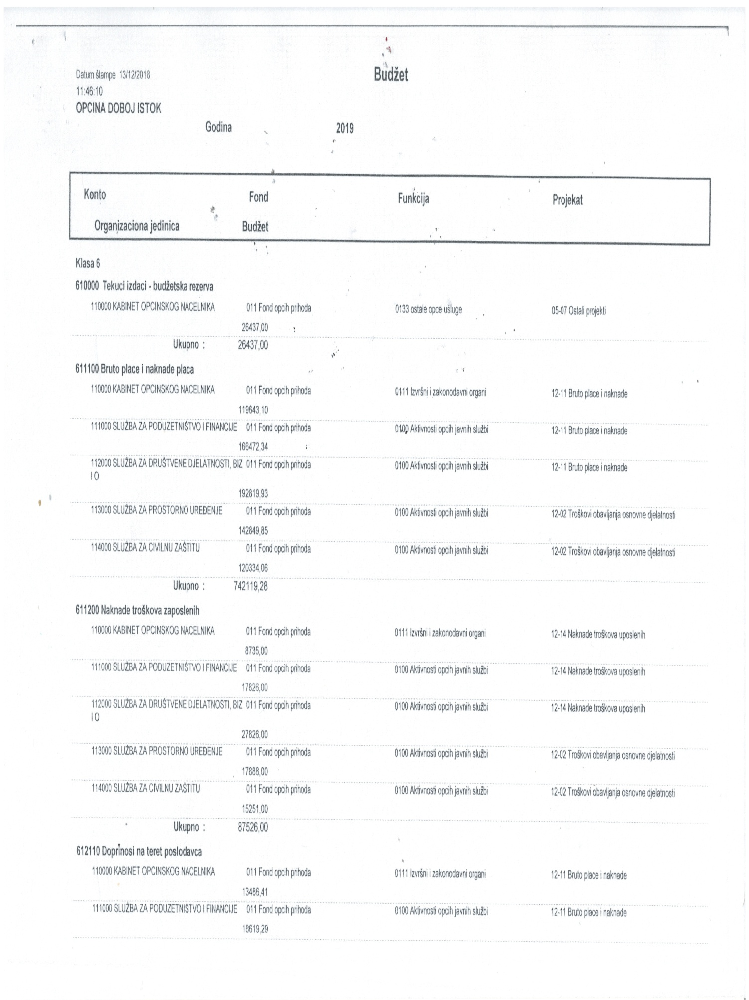 Budžet
Datum štampe 13/12/2018
11:46:10
OPCINA DOBOJ ISTOK
Godina 2019
Konto Fond Funkcija Projekat
Organizaciona jedinica Budžet
Klasa 6
610000 Tekuci izdaci - budžetska rezerva
110000 KABINET OPCINSKOG NACELNIKA 011 Fond opcih prihoda 0133 ostale opce usluge 05-07 Ostali projekti
26437,00
Ukupno : 26437,00
611100 Bruto place i naknade placa
110000 KABINET OPCINSKOG NACELNIKA 011 Fond opcih prihoda 0111 Izvršni i zakonodavni organi 12-11 Bruto place i naknade
119643,10
111000 SLUŽBA ZA PODUZETNIŠTVO I FINANCIJE 011 Fond opcih prihoda 0100 Aktivnosti opcih javnih službi 12-11 Bruto place i naknade
166472,34
112000 SLUŽBA ZA DRUŠTVENE DJELATNOSTI, BIZ 011 Fond opcih prihoda 0100 Aktivnosti opcih javnih službi 12-11 Bruto place i naknade
I O
192819,93
113000 SLUŽBA ZA PROSTORNO UREĐENJE 011 Fond opcih prihoda 0100 Aktivnosti opcih javnih službi 12-02 Troškovi obavljanja osnovne djelatnosti
142849,85
114000 SLUŽBA ZA CIVILNU ZAŠTITU 011 Fond opcih prihoda 0100 Aktivnosti opcih javnih službi 12-02 Troškovi obavljanja osnovne djelatnosti
120334,06
Ukupno : 742119,28
611200 Naknade troškova zaposlenih
110000 KABINET OPCINSKOG NACELNIKA 011 Fond opcih prihoda 0111 Izvršni i zakonodavni organi 12-14 Naknade troškova uposlenih
8735,00
111000 SLUŽBA ZA PODUZETNIŠTVO I FINANCIJE 011 Fond opcih prihoda 0100 Aktivnosti opcih javnih službi 12-14 Naknade troškova uposlenih
17826,00
112000 SLUŽBA ZA DRUŠTVENE DJELATNOSTI, BIZ 011 Fond opcih prihoda 0100 Aktivnosti opcih javnih službi 12-14 Naknade troškova uposlenih
I O
27826,00
113000 SLUŽBA ZA PROSTORNO UREĐENJE 011 Fond opcih prihoda 0100 Aktivnosti opcih javnih službi 12-02 Troškovi obavljanja osnovne djelatnosti
17888,00
114000 SLUŽBA ZA CIVILNU ZAŠTITU 011 Fond opcih prihoda 0100 Aktivnosti opcih javnih službi 12-02 Troškovi obavljanja osnovne djelatnosti
15251,00
Ukupno : 87526,00
612110 Doprinosi na teret poslodavca
110000 KABINET OPCINSKOG NACELNIKA 011 Fond opcih prihoda 0111 Izvršni i zakonodavni organi 12-11 Bruto place i naknade
13486,41
111000 SLUŽBA ZA PODUZETNIŠTVO I FINANCIJE 011 Fond opcih prihoda 0100 Aktivnosti opcih javnih službi 12-11 Bruto place i naknade
18619,29